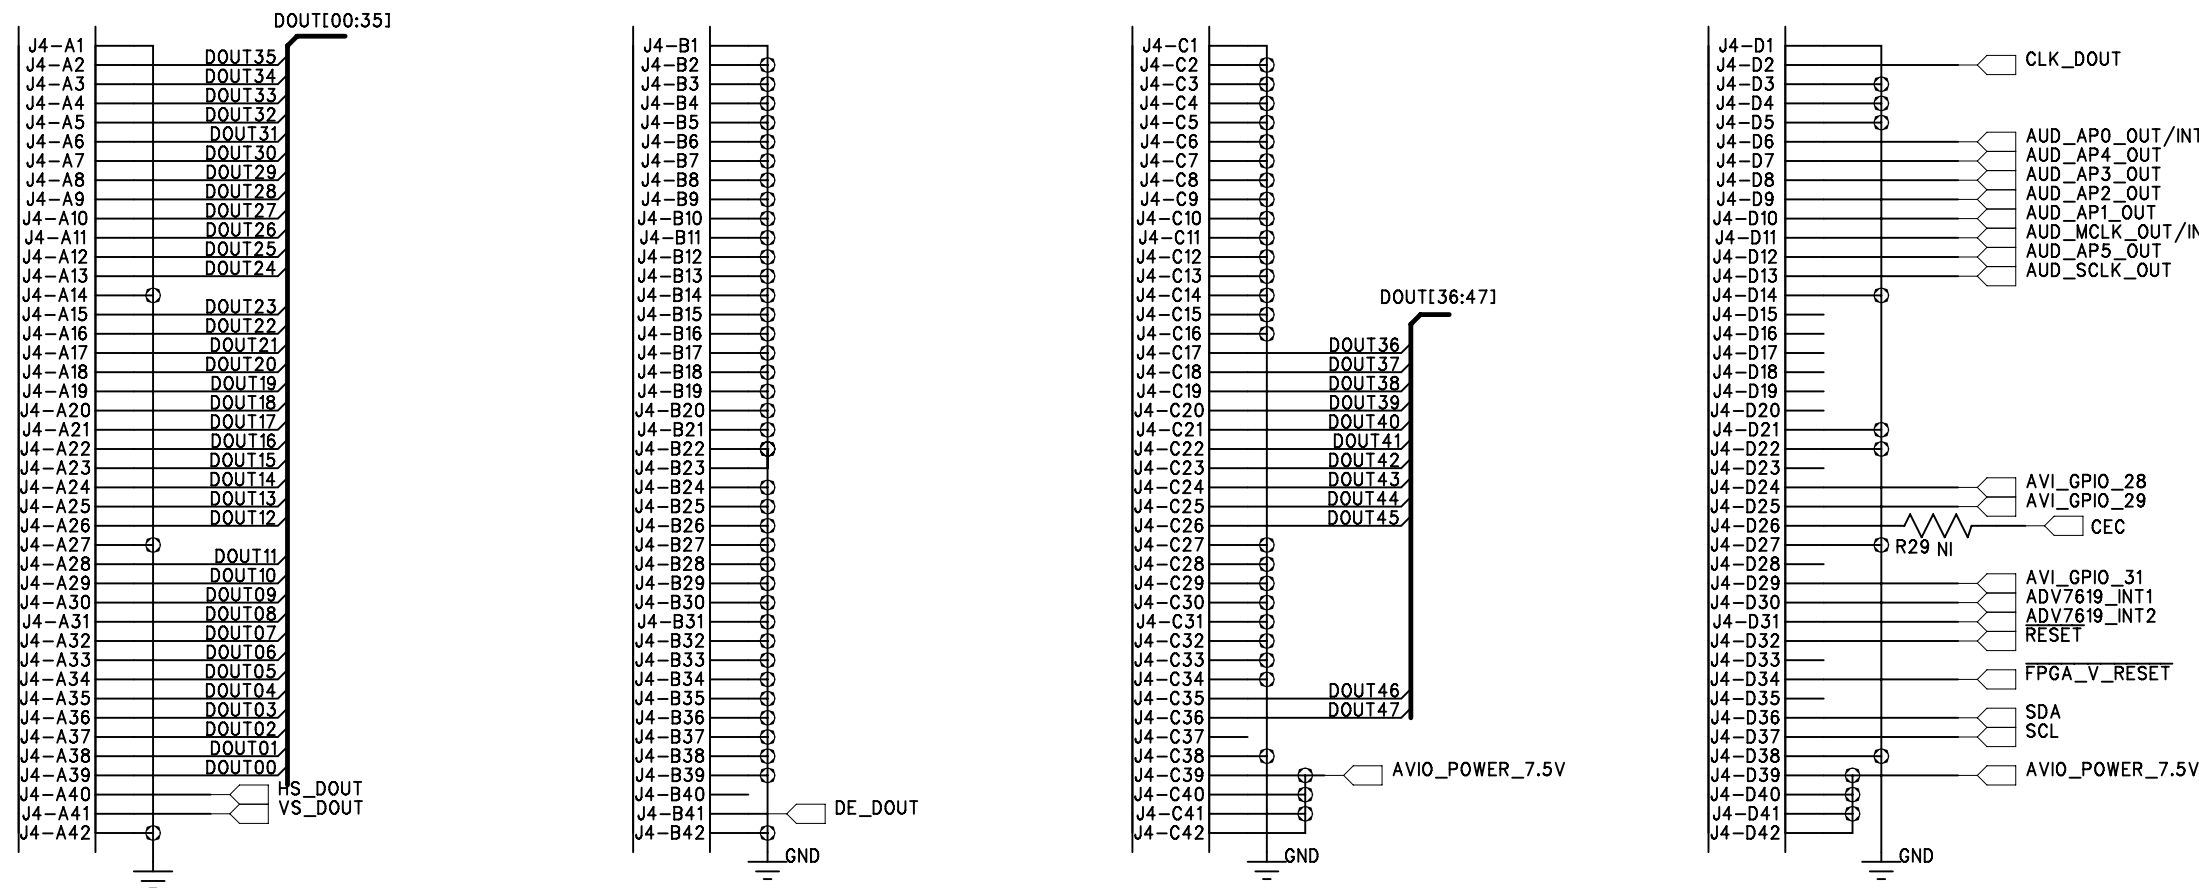 DOUT[00:35]
J4-A1
J4-A2 DOUT35
J4-A3 DOUT34
J4-A4 DOUT33
J4-A5 DOUT32
J4-A6 DOUT31
J4-A7 DOUT30
J4-A8 DOUT29
J4-A9 DOUT28
J4-A10 DOUT27
J4-A11 DOUT26
J4-A12 DOUT25
J4-A13 DOUT24
J4-A14
J4-A15 DOUT23
J4-A16 DOUT22
J4-A17 DOUT21
J4-A18 DOUT20
J4-A19 DOUT19
J4-A20 DOUT18
J4-A21 DOUT17
J4-A22 DOUT16
J4-A23 DOUT15
J4-A24 DOUT14
J4-A25 DOUT13
J4-A26 DOUT12
J4-A27
J4-A28 DOUT11
J4-A29 DOUT10
J4-A30 DOUT09
J4-A31 DOUT08
J4-A32 DOUT07
J4-A33 DOUT06
J4-A34 DOUT05
J4-A35 DOUT04
J4-A36 DOUT03
J4-A37 DOUT02
J4-A38 DOUT01
J4-A39 DOUT00
J4-A40 HS_DOUT
J4-A41 VS_DOUT
J4-A42
J4-B1
J4-B2
J4-B3
J4-B4
J4-B5
J4-B6
J4-B7
J4-B8
J4-B9
J4-B10
J4-B11
J4-B12
J4-B13
J4-B14
J4-B15
J4-B16
J4-B17
J4-B18
J4-B19
J4-B20
J4-B21
J4-B22
J4-B23
J4-B24
J4-B25
J4-B26
J4-B27
J4-B28
J4-B29
J4-B30
J4-B31
J4-B32
J4-B33
J4-B34
J4-B35
J4-B36
J4-B37
J4-B38
J4-B39
J4-B40
J4-B41 DE_DOUT
J4-B42
GND
J4-C1
J4-C2
J4-C3
J4-C4
J4-C5
J4-C6
J4-C7
J4-C8
J4-C9
J4-C10
J4-C11
J4-C12
J4-C13
J4-C14
DOUT[36:47]
J4-C15
J4-C16
J4-C17 DOUT36
J4-C18 DOUT37
J4-C19 DOUT38
J4-C20 DOUT39
J4-C21 DOUT40
J4-C22 DOUT41
J4-C23 DOUT42
J4-C24 DOUT43
J4-C25 DOUT44
J4-C26 DOUT45
J4-C27
J4-C28
J4-C29
J4-C30
J4-C31
J4-C32
J4-C33
J4-C34
J4-C35 DOUT46
J4-C36 DOUT47
J4-C37
J4-C38
J4-C39 AVIO_POWER_7.5V
J4-C40
J4-C41
J4-C42
GND
J4-D1
J4-D2 CLK_DOUT
J4-D3
J4-D4
J4-D5
J4-D6 AUD_AP0_OUT/INT
J4-D7 AUD_AP4_OUT
J4-D8 AUD_AP3_OUT
J4-D9 AUD_AP2_OUT
J4-D10 AUD_AP1_OUT
J4-D11 AUD_MCLK_OUT/IN
J4-D12 AUD_AP5_OUT
J4-D13 AUD_SCLK_OUT
J4-D14
J4-D15
J4-D16
J4-D17
J4-D18
J4-D19
J4-D20
J4-D21
J4-D22
J4-D23
J4-D24 AVI_GPIO_28
J4-D25 AVI_GPIO_29
J4-D26 CEC
J4-D27 R29 NI
J4-D28
J4-D29 AVI_GPIO_31
J4-D30 ADV7619_INT1
J4-D31 ADV7619_INT2
J4-D32 RESET
J4-D33
J4-D34 FPGA_V_RESET
J4-D35
J4-D36 SDA
J4-D37 SCL
J4-D38
J4-D39 AVIO_POWER_7.5V
J4-D40
J4-D41
J4-D42
GND